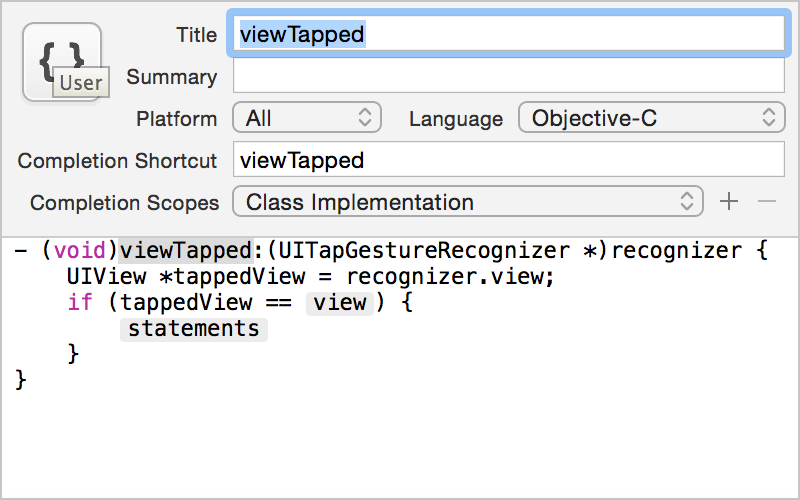 { }
User
Title viewTapped
Summary
Platform All Language Objective-C
Completion Shortcut viewTapped
Completion Scopes Class Implementation + −
- (void)viewTapped:(UITapGestureRecognizer *)recognizer {
    UIView *tappedView = recognizer.view;
    if (tappedView == view ) {
        statements
    }
}